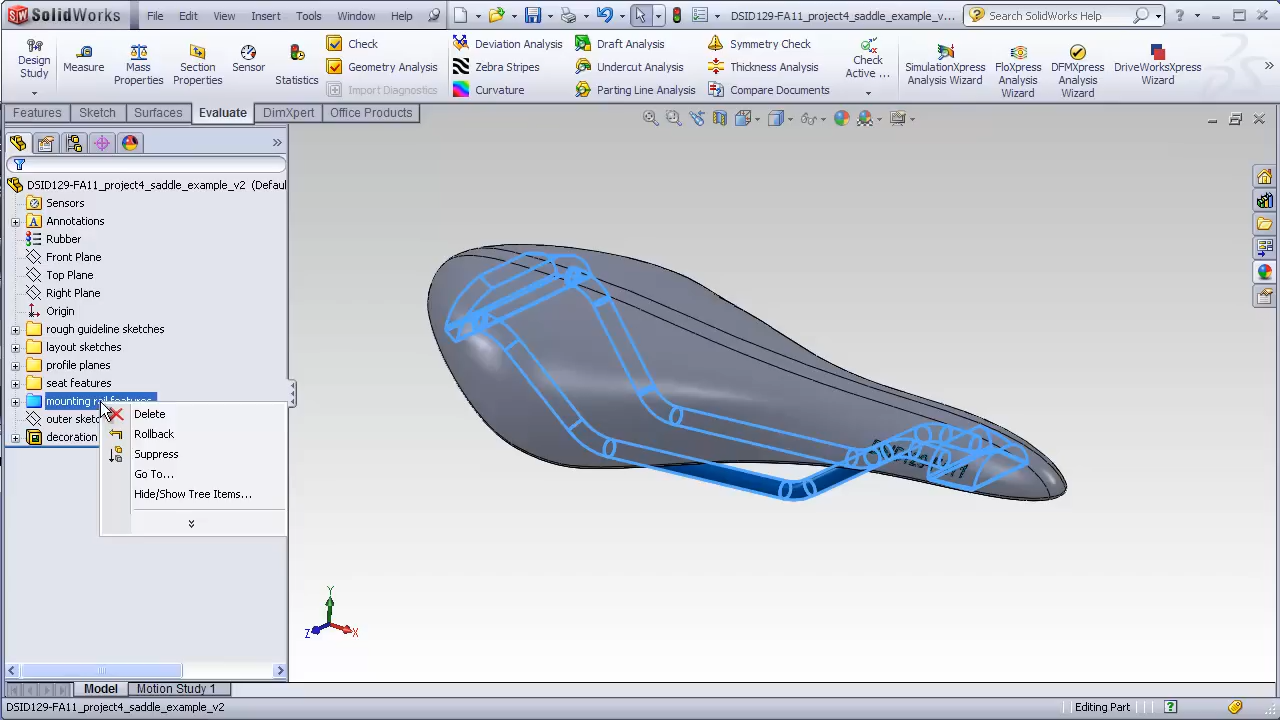 SolidWorks File Edit View Insert Tools Window Help DSID129-FA11_project4_saddle_example_v... Search SolidWorks Help
Design Study
Measure
Mass Properties
Section Properties
Sensor
Statistics
Check
Geometry Analysis
Import Diagnostics
Deviation Analysis
Zebra Stripes
Curvature
Draft Analysis
Undercut Analysis
Parting Line Analysis
Symmetry Check
Thickness Analysis
Compare Documents
Check Active ...
SimulationXpress Analysis Wizard
FloXpress Analysis Wizard
DFMXpress Analysis Wizard
DriveWorksXpress Wizard
Features Sketch Surfaces Evaluate DimXpert Office Products
DSID129-FA11_project4_saddle_example_v2 (Defaul
Sensors
Annotations
Rubber
Front Plane
Top Plane
Right Plane
Origin
rough guideline sketches
layout sketches
profile planes
seat features
mounting rail features
outer sketc
decoration
Delete
Rollback
Suppress
Go To...
Hide/Show Tree Items...
Y
Z
X
Model Motion Study 1
DSID129-FA11_project4_saddle_example_v2 Editing Part